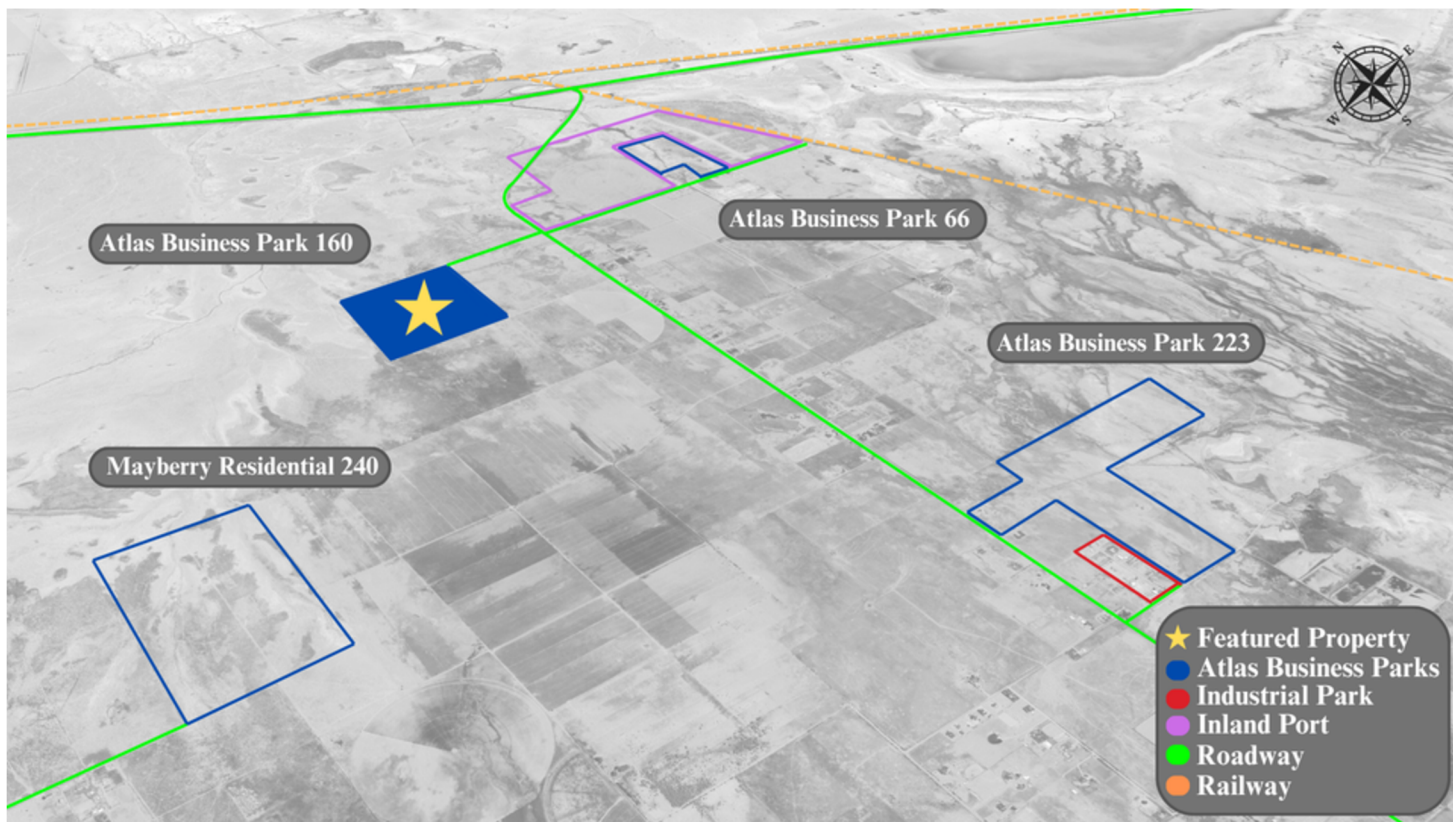 N
E
W
S
Atlas Business Park 66
Atlas Business Park 160
Atlas Business Park 223
Mayberry Residential 240
Featured Property
Atlas Business Parks
Industrial Park
Inland Port
Roadway
Railway